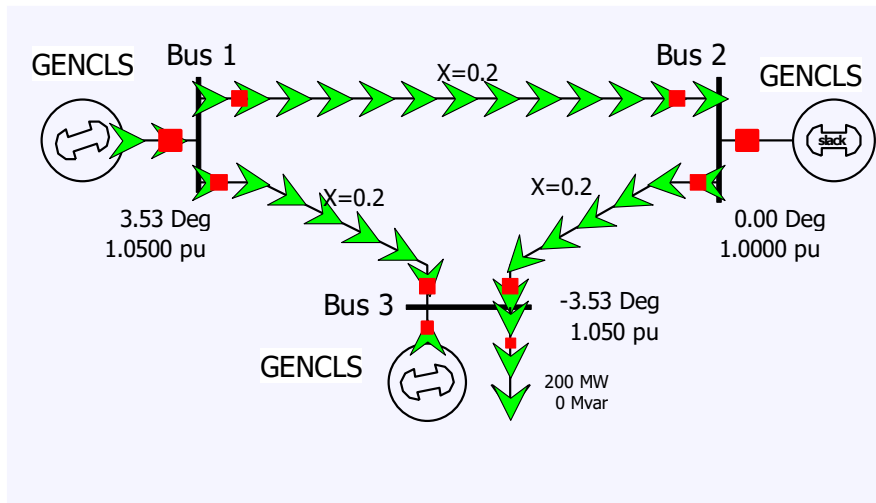 GENCLS
Bus 1
X=0.2
Bus 2
GENCLS
slack
X=0.2
X=0.2
3.53 Deg
1.0500 pu
0.00 Deg
1.0000 pu
Bus 3
-3.53 Deg
1.050 pu
GENCLS
200 MW
0 Mvar